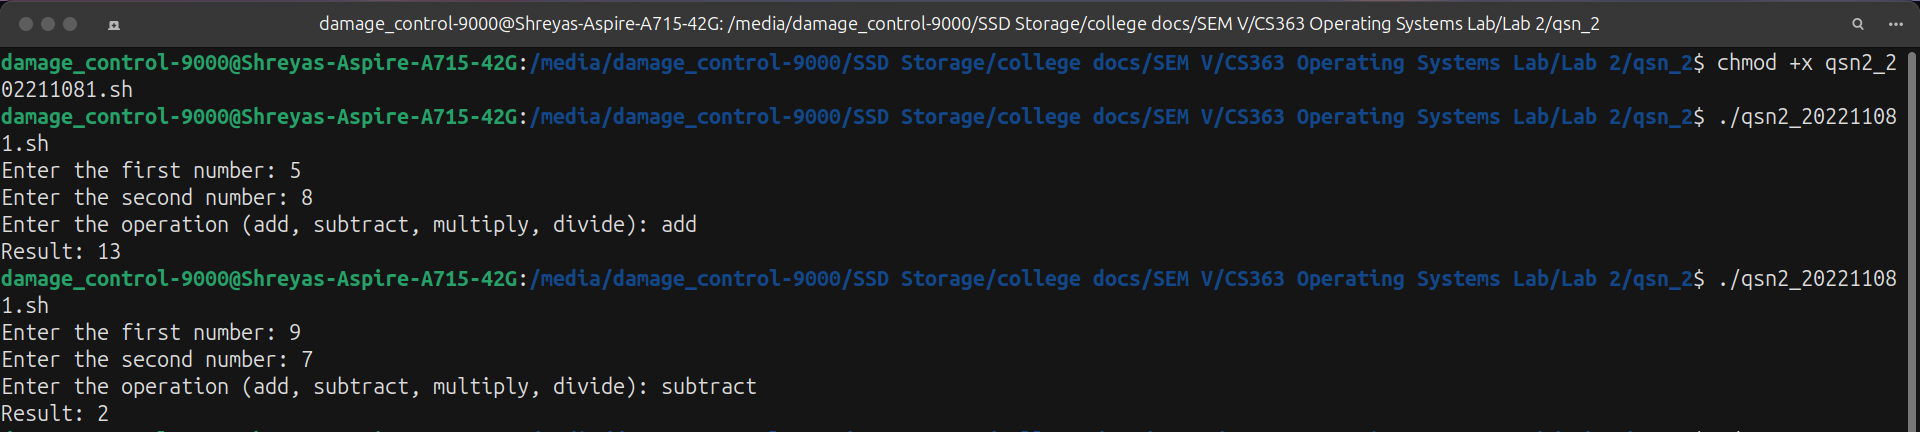 damage_control-9000@Shreyas-Aspire-A715-42G: /media/damage_control-9000/SSD Storage/college docs/SEM V/CS363 Operating Systems Lab/Lab 2/qsn_2
damage_control-9000@Shreyas-Aspire-A715-42G:/media/damage_control-9000/SSD Storage/college docs/SEM V/CS363 Operating Systems Lab/Lab 2/qsn_2$ chmod +x qsn2_2
02211081.sh
damage_control-9000@Shreyas-Aspire-A715-42G:/media/damage_control-9000/SSD Storage/college docs/SEM V/CS363 Operating Systems Lab/Lab 2/qsn_2$ ./qsn2_20221108
1.sh
Enter the first number: 5
Enter the second number: 8
Enter the operation (add, subtract, multiply, divide): add
Result: 13
damage_control-9000@Shreyas-Aspire-A715-42G:/media/damage_control-9000/SSD Storage/college docs/SEM V/CS363 Operating Systems Lab/Lab 2/qsn_2$ ./qsn2_20221108
1.sh
Enter the first number: 9
Enter the second number: 7
Enter the operation (add, subtract, multiply, divide): subtract
Result: 2